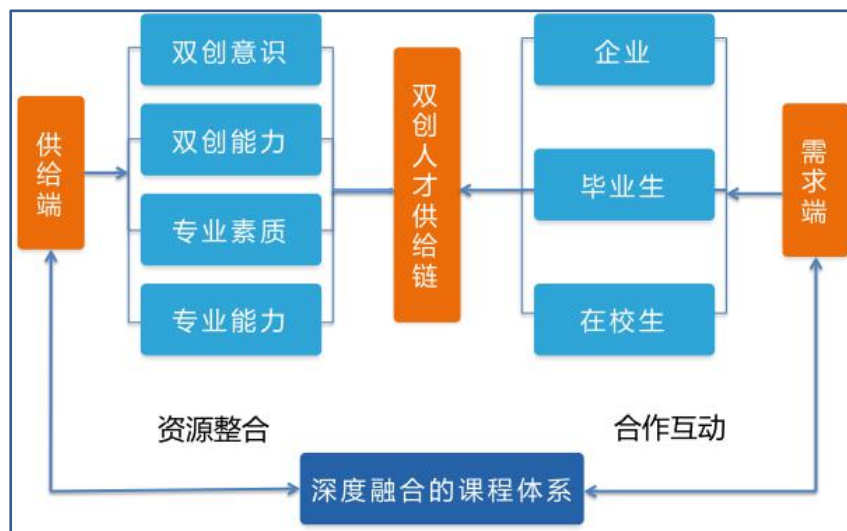 供给端
双创意识
双创能力
专业素质
专业能力
双创人才供给链
企业
毕业生
在校生
需求端
资源整合
合作互动
深度融合的课程体系